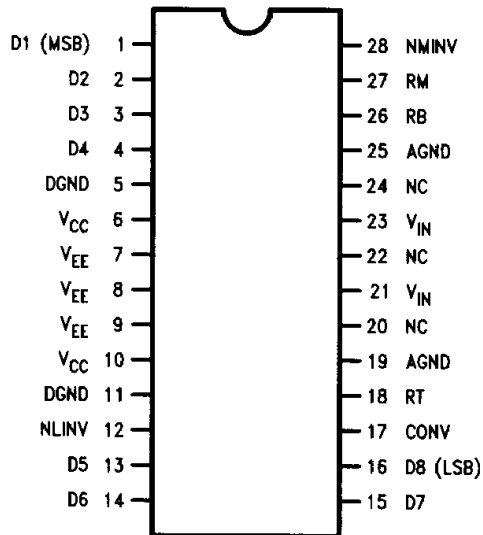 D1 (MSB) 1 28 NMINV
D2 2 27 RM
D3 3 26 RB
D4 4 25 AGND
DGND 5 24 NC
VCC 6 23 VIN
VEE 7 22 NC
VEE 8 21 VIN
VEE 9 20 NC
VCC 10 19 AGND
DGND 11 18 RT
NLINV 12 17 CONV
D5 13 16 D8 (LSB)
D6 14 15 D7